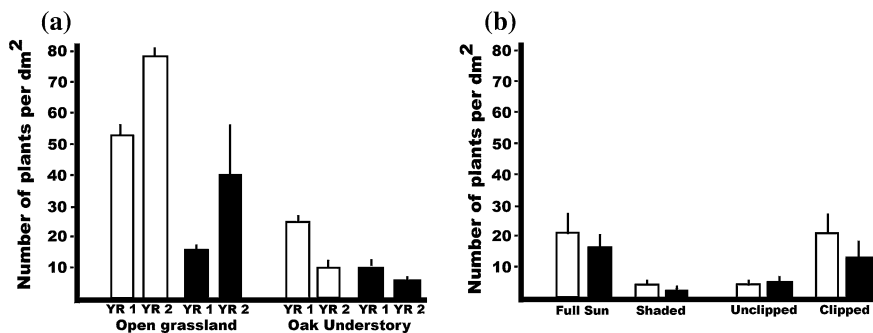 (a)
Number of plants per dm2
80
70
60
50
40
30
20
10
YR 1 YR 2 YR 1 YR 2 YR 1 YR 2 YR 1 YR 2
Open grassland Oak Understory
(b)
Number of plants per dm2
80
70
60
50
40
30
20
10
Full Sun Shaded Unclipped Clipped